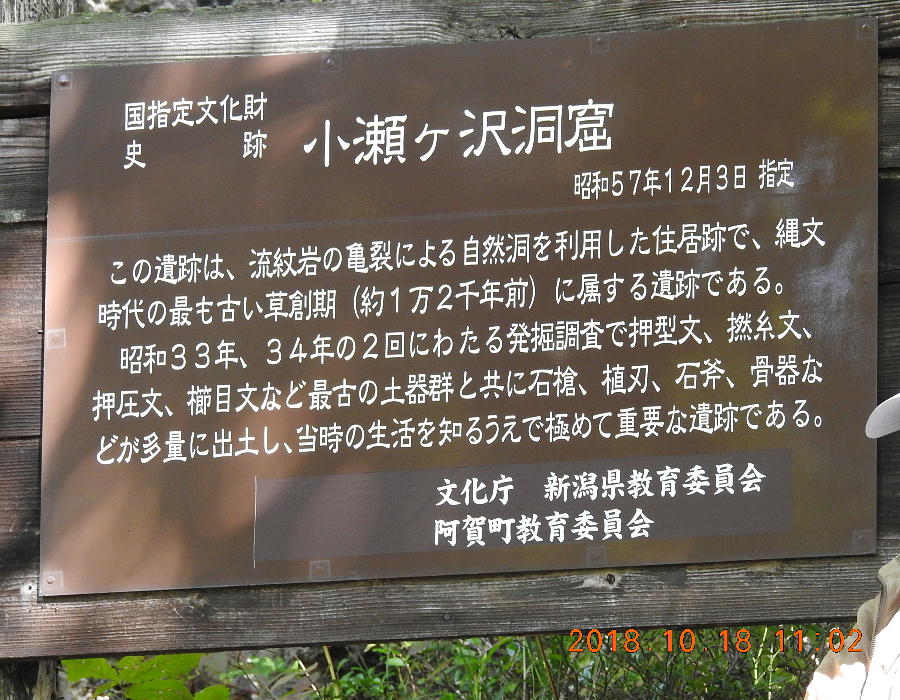 国指定文化財
史跡 小瀬ヶ沢洞窟
昭和57年12月3日 指定
この遺跡は、流紋岩の亀裂による自然洞を利用した住居跡で、縄文
時代の最も古い草創期（約1万2千年前）に属する遺跡である。
昭和33年、34年の2回にわたる発掘調査で押型文、撚糸文、
押圧文、櫛目文など最古の土器群と共に石槍、植刃、石斧、骨器な
どが多量に出土し、当時の生活を知るうえで極めて重要な遺跡である。
文化庁 新潟県教育委員会
阿賀町教育委員会
2018.10.18 11:02